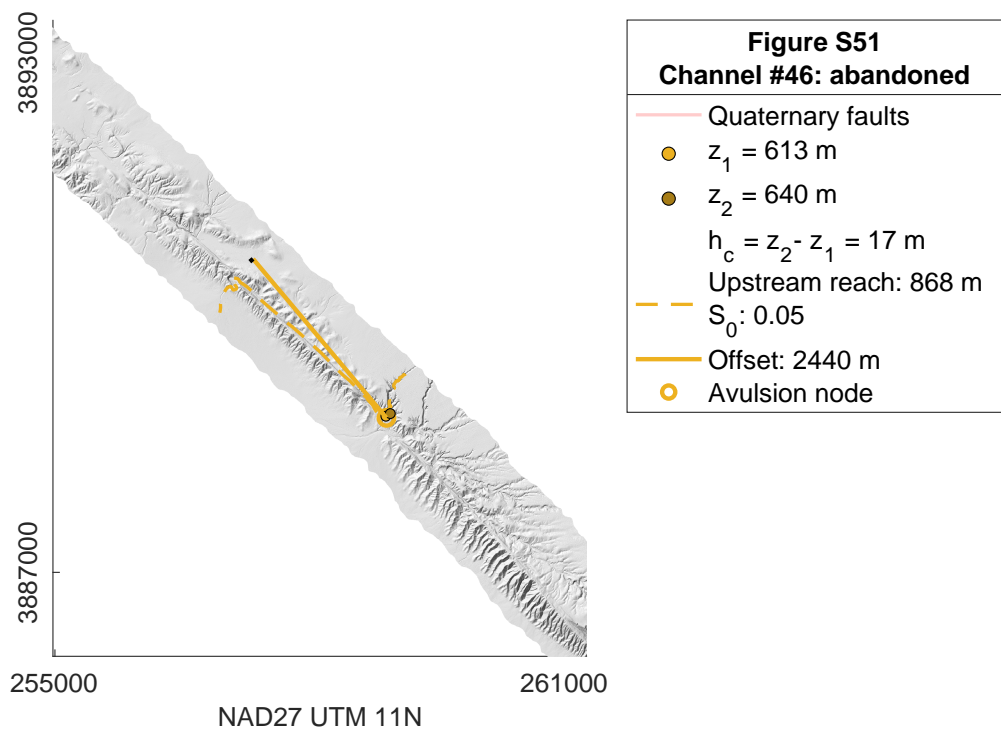 3893000
3887000
255000
261000
NAD27 UTM 11N
Figure S51
Channel #46: abandoned
Quaternary faults
z₁ = 613 m
z₂ = 640 m
h_c = z₂- z₁ = 17 m
Upstream reach: 868 m
S₀: 0.05
Offset: 2440 m
Avulsion node